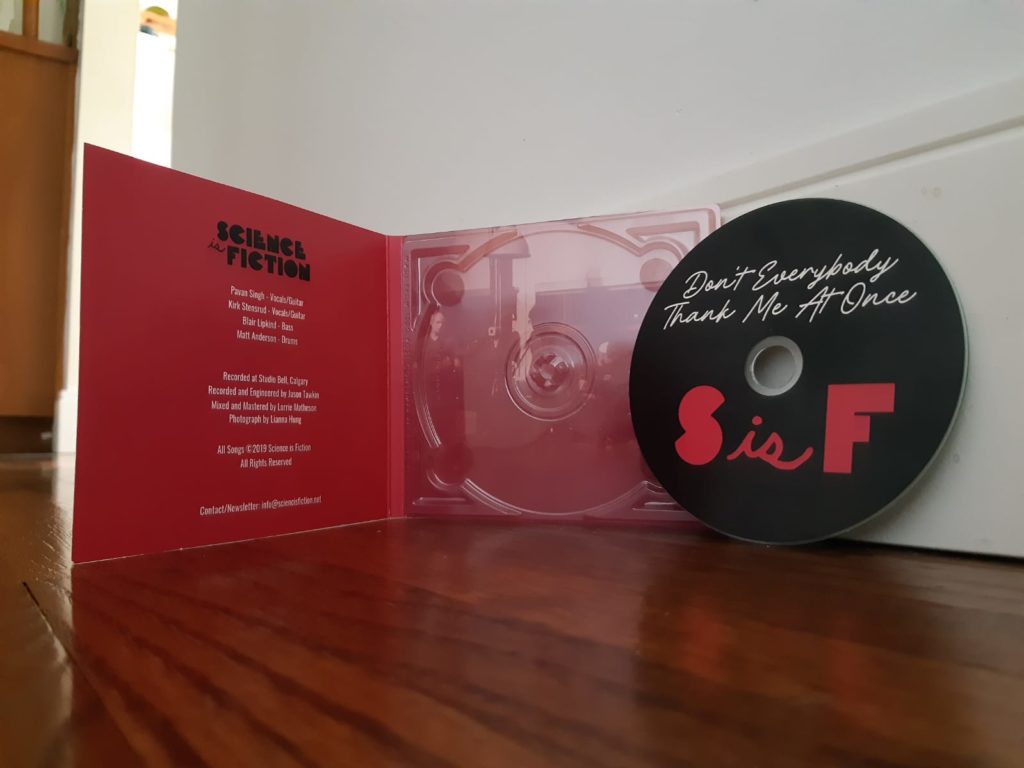 SCIENCE
is FICTION
Pavan Singh - Vocals/Guitar
Kirk Stensrud - Vocals/Guitar
Blair Lipkind - Bass
Matt Anderson - Drums
Recorded at Studio Bell, Calgary
Recorded and Engineered by Jason Tawkin
Mixed and Mastered by Lorrie Matheson
Photograph by Lianna Hung
All Songs ©2019 Science is Fiction
All Rights Reserved
Contact/Newsletter: info@sciencisfiction.net
Don't Everybody
Thank Me At Once
S is F